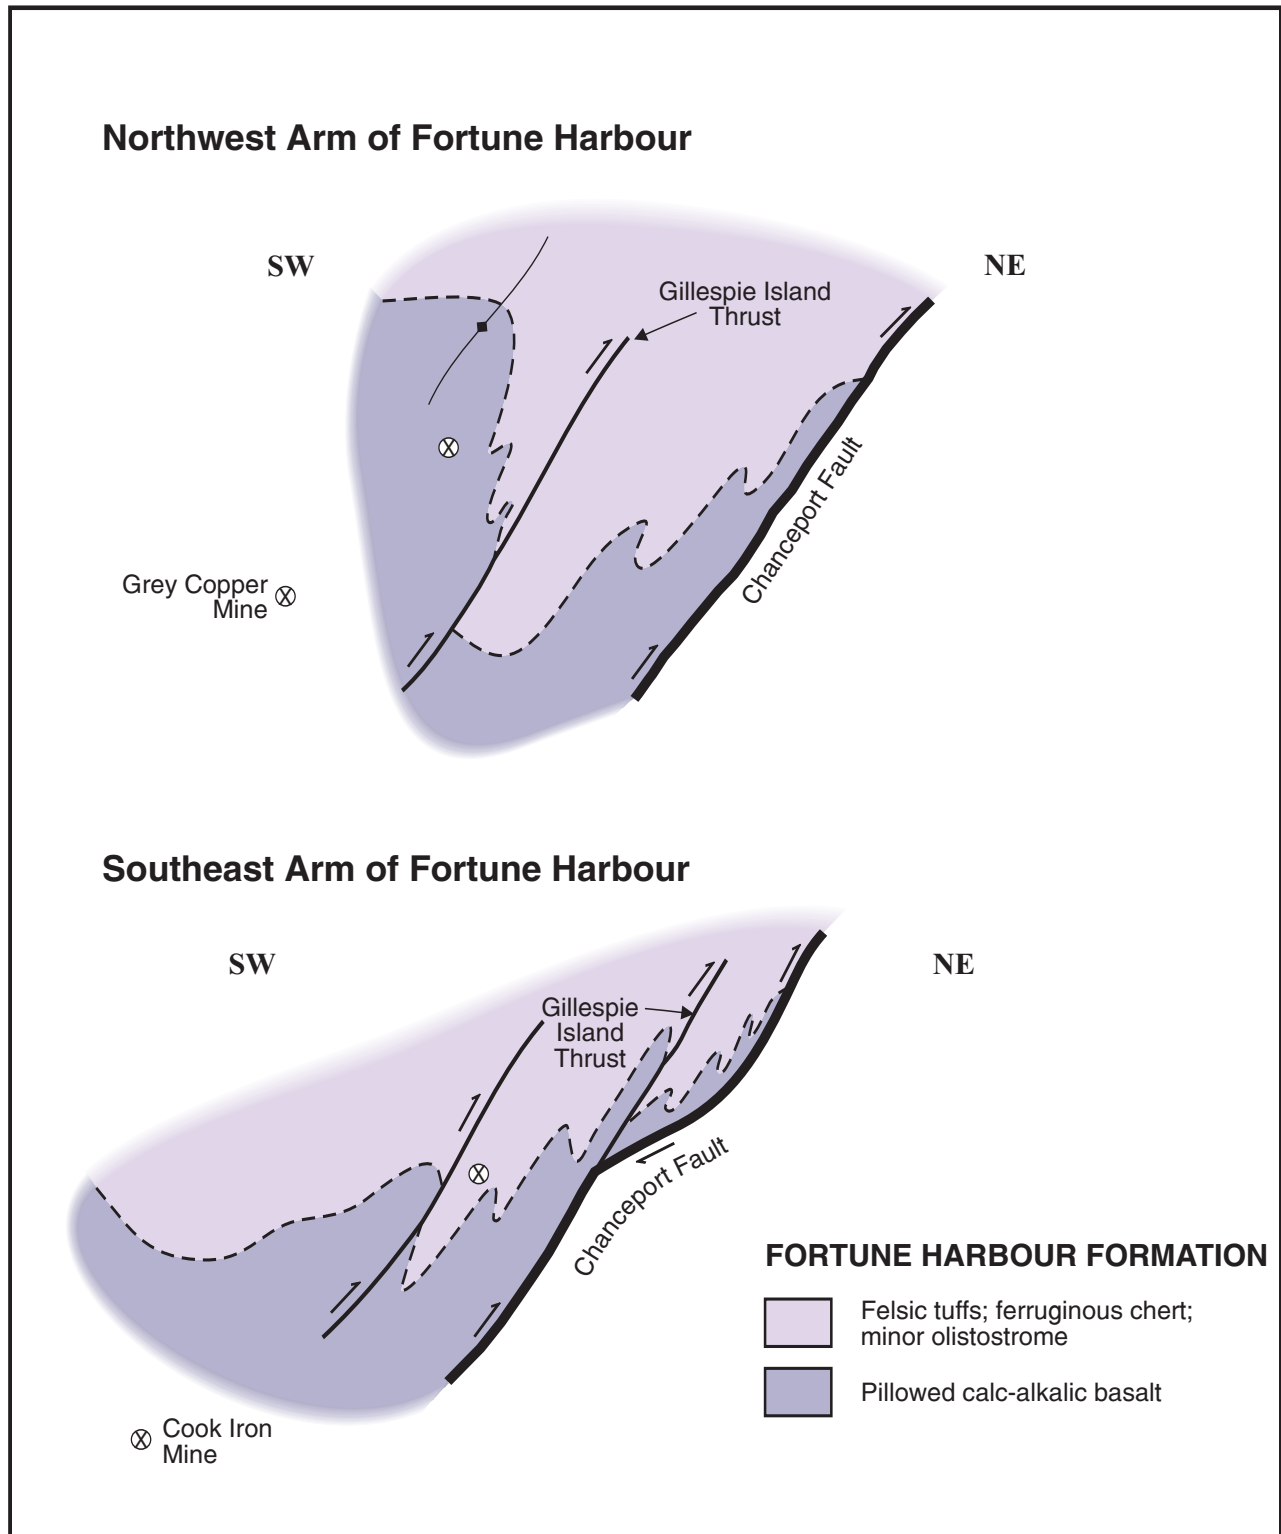 Northwest Arm of Fortune Harbour
SW
NE
Gillespie Island
Thrust
Chanceport Fault
Grey Copper
Mine
Southeast Arm of Fortune Harbour
SW
NE
Gillespie
Island
Thrust
Chanceport Fault
FORTUNE HARBOUR FORMATION
Felsic tuffs; ferruginous chert;
minor olistostrome
Pillowed calc-alkalic basalt
Cook Iron
Mine